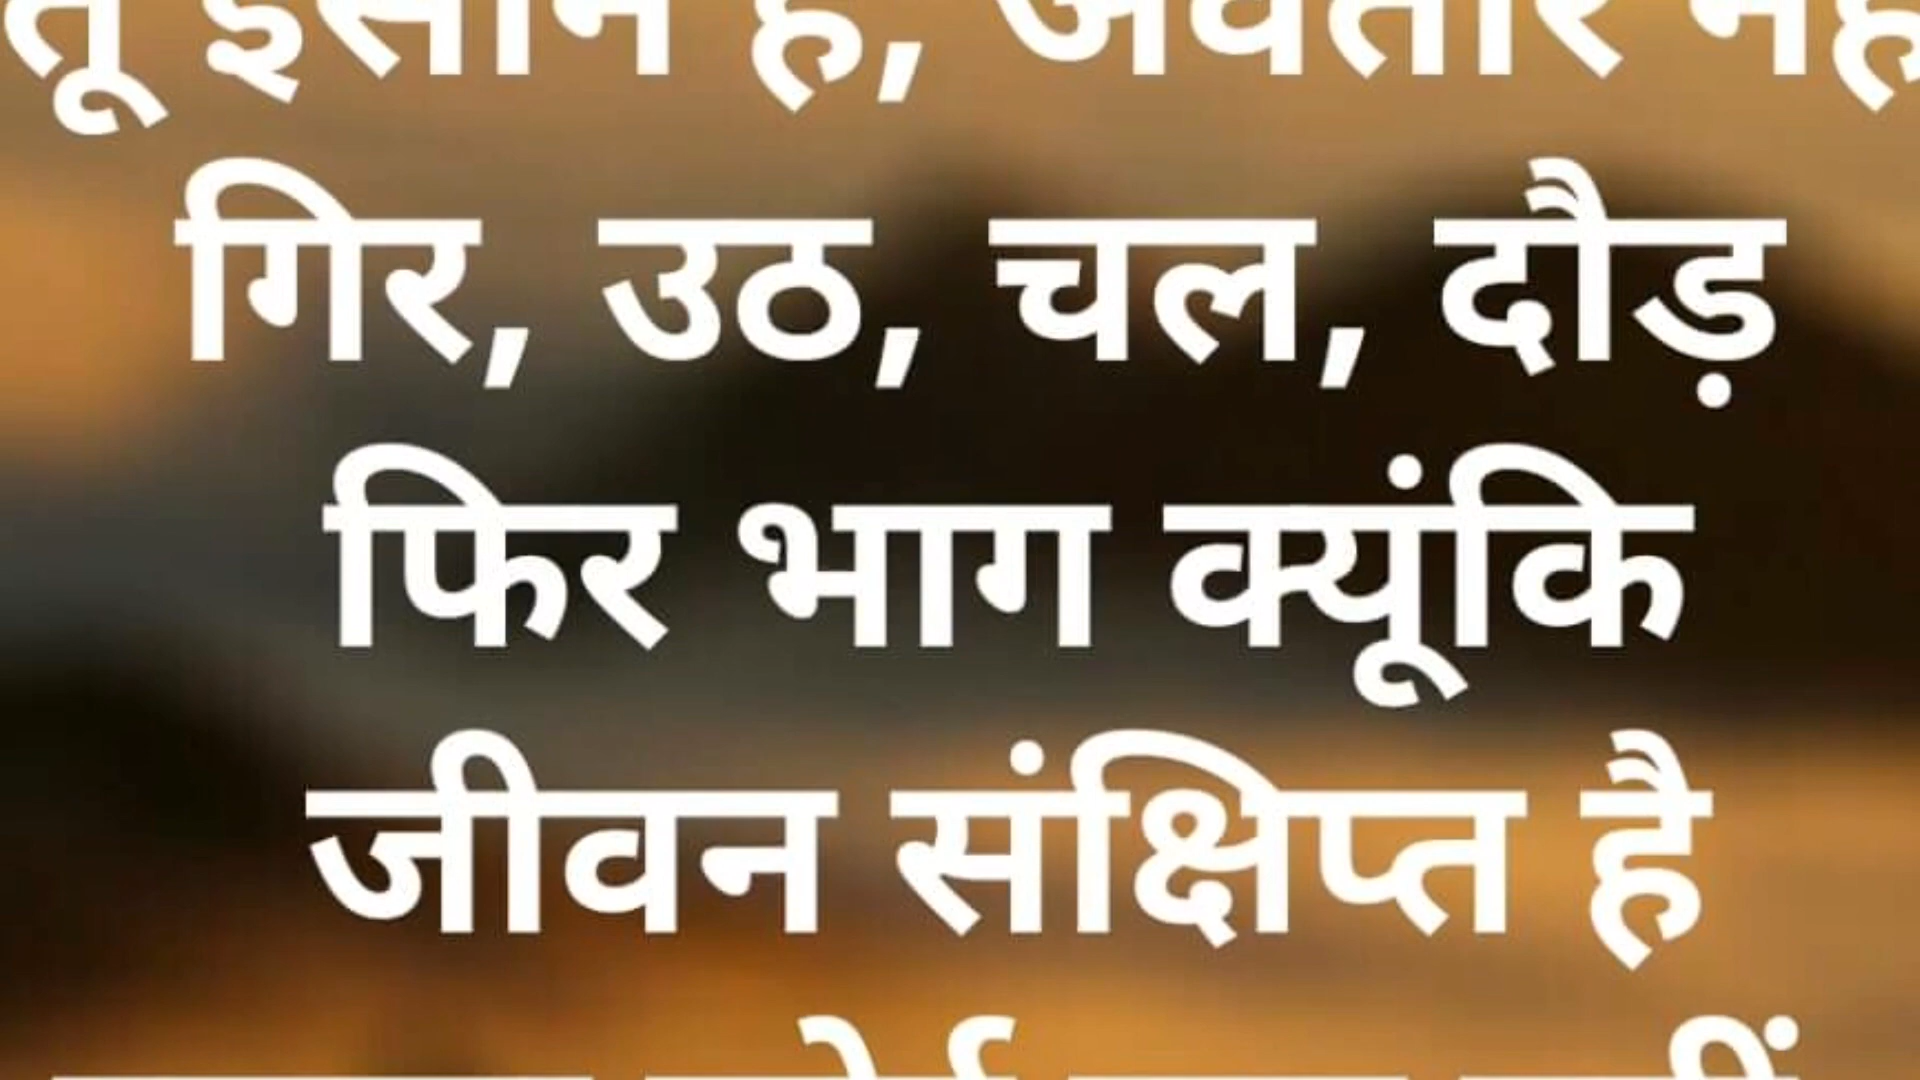 तू इंसान है, अवतार नह
गिर, उठ, चल, दौड़
फिर भाग क्यूंकि
जीवन संक्षिप्त है